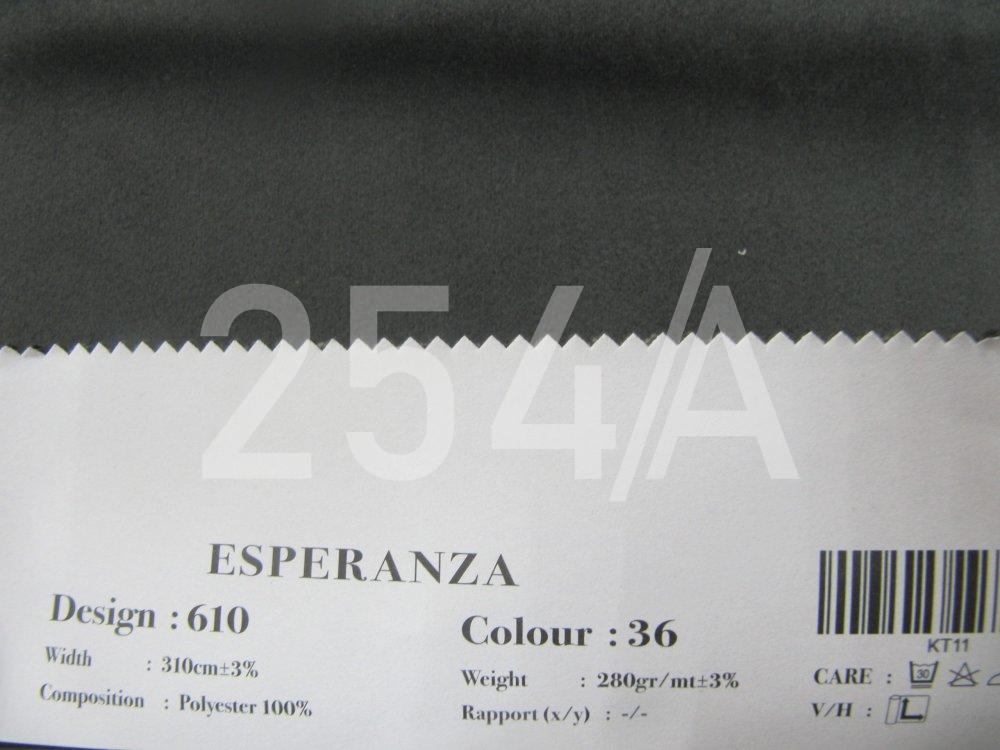 254/A
ESPERANZA
Design : 610
Colour : 36
Width : 310cm±3%
Weight : 280gr/mt±3%
Composition : Polyester 100%
Rapport (x/y) : -/-
KT11
CARE : 30
V/H :